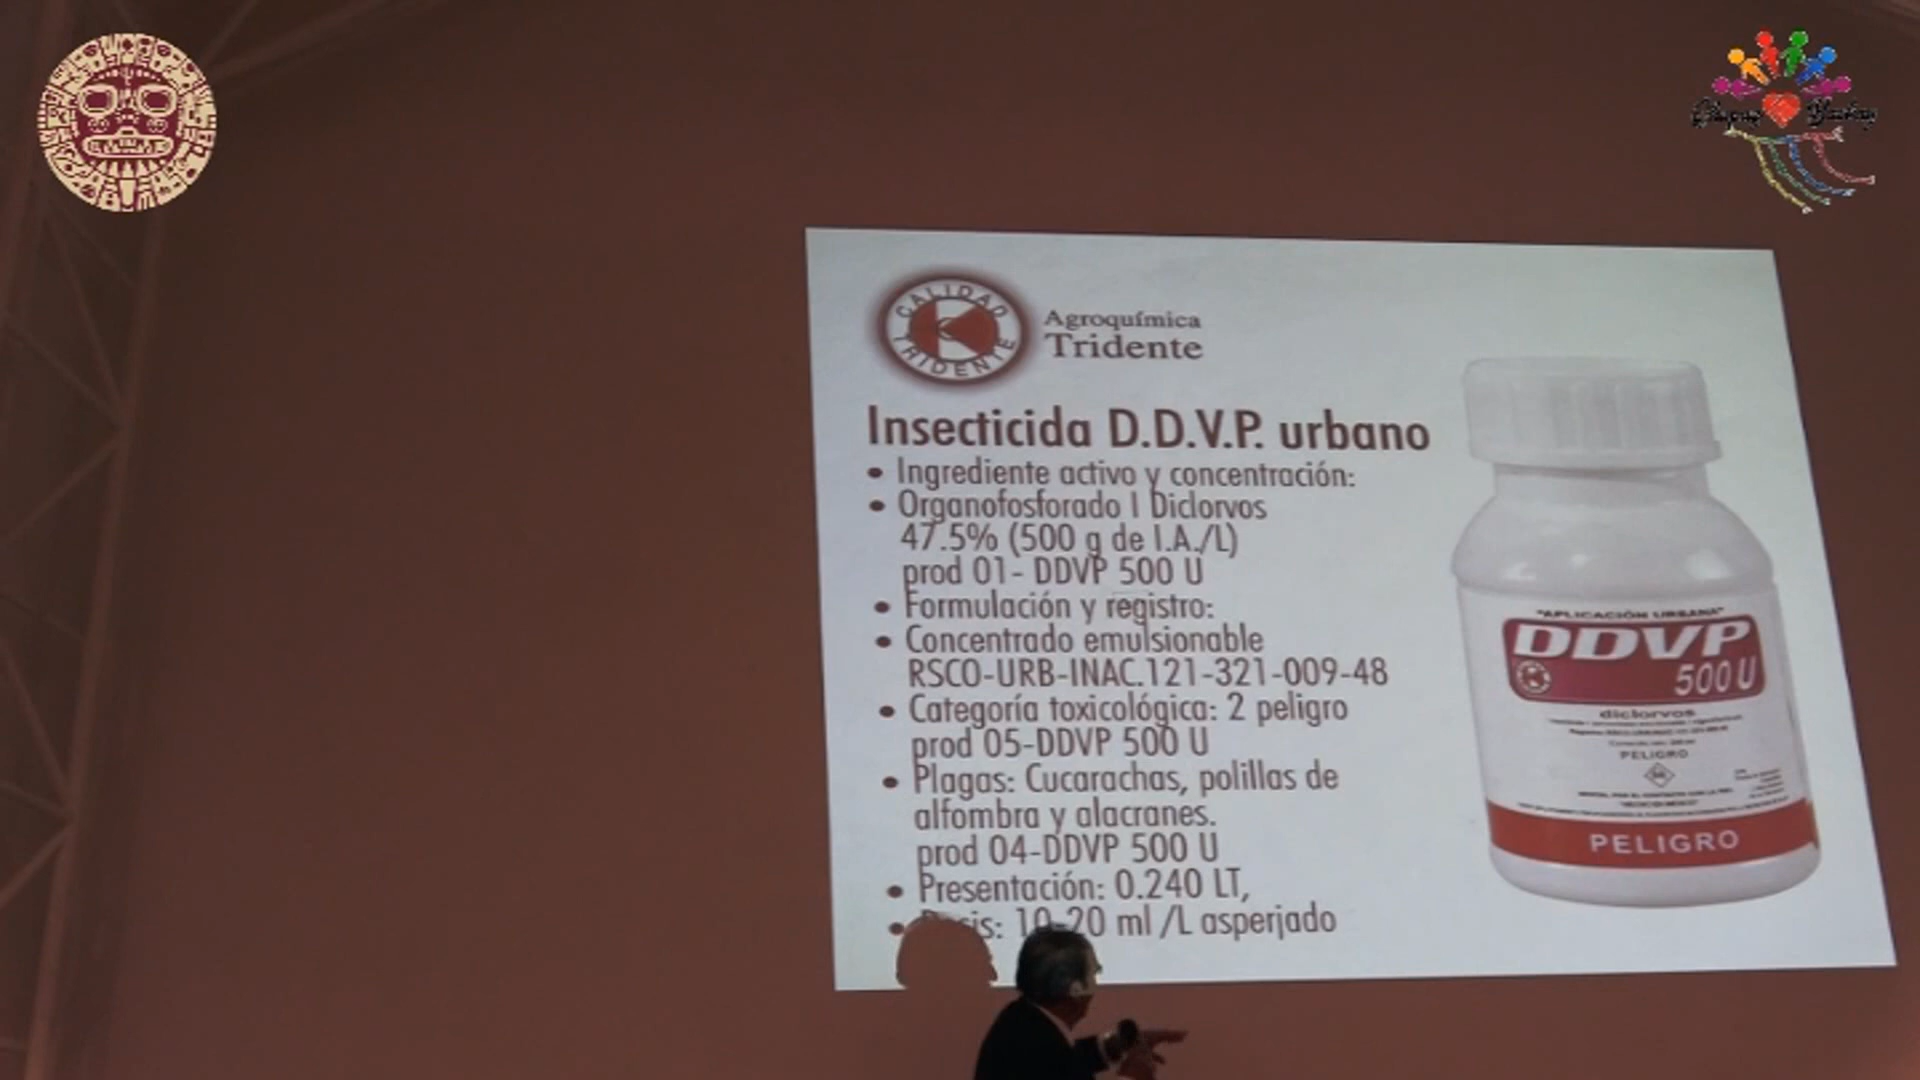 CALIDAD
TRIDENTE
Agroquímica
Tridente
Insecticida D.D.V.P. urbano
• Ingrediente activo y concentración:
• Organofosforado | Diclorvos
47.5% (500 g de I.A./L)
prod 01- DDVP 500 U
• Formulación y registro:
• Concentrado emulsionable
RSCO-URB-INAC.121-321-009-48
• Categoría toxicológica: 2 peligro
prod 05-DDVP 500 U
• Plagas: Cucarachas, polillas de
alfombra y alacranes.
prod 04-DDVP 500 U
• Presentación: 0.240 LT,
• 10-20 ml /L asperjado
"APLICACIÓN URBANA"
DDVP
500 U
diclorvos
PELIGRO
PELIGRO